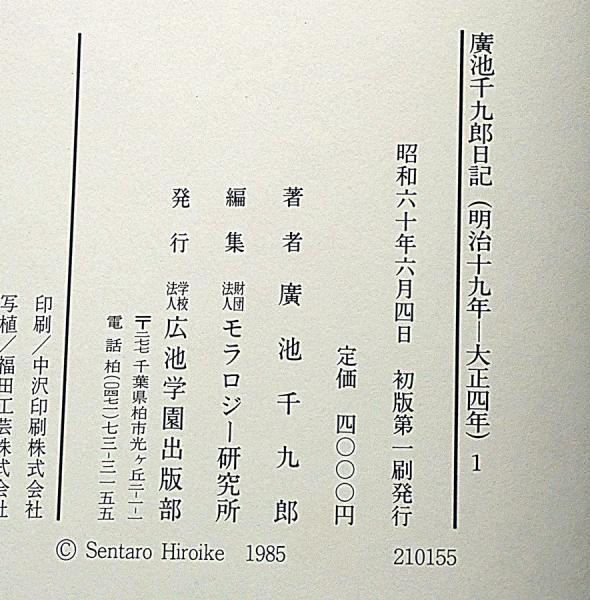 廣池千九郎日記（明治十九年―大正四年）1
昭和六十年六月四日　初版第一刷発行
定価　四〇〇〇円
著者　廣池千九郎
編集　財団法人　モラロジー研究所
発行　学校法人　広池学園出版部
〒二七七 千葉県柏市光ヶ丘二-一-一
電話 柏(〇四七一)七三-三一五五
印刷／中沢印刷株式会社
写植／福田工芸株式会社
© Sentaro Hiroike 1985
210155